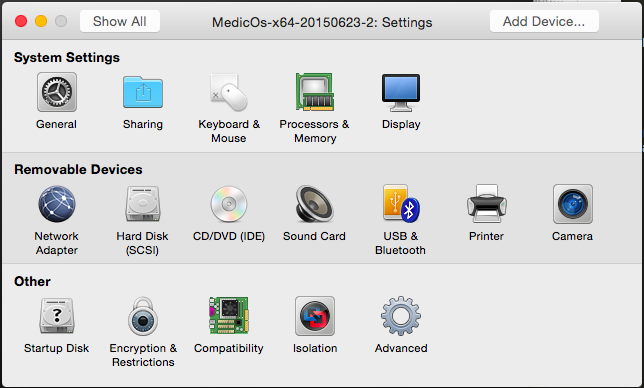 Show All
MedicOs-x64-20150623-2: Settings
Add Device...
System Settings
General
Sharing
Keyboard &
Mouse
Processors &
Memory
Display
Removable Devices
Network
Adapter
Hard Disk
(SCSI)
CD/DVD (IDE)
Sound Card
USB &
Bluetooth
Printer
Camera
Other
?
Startup Disk
Encryption &
Restrictions
Compatibility
Isolation
Advanced